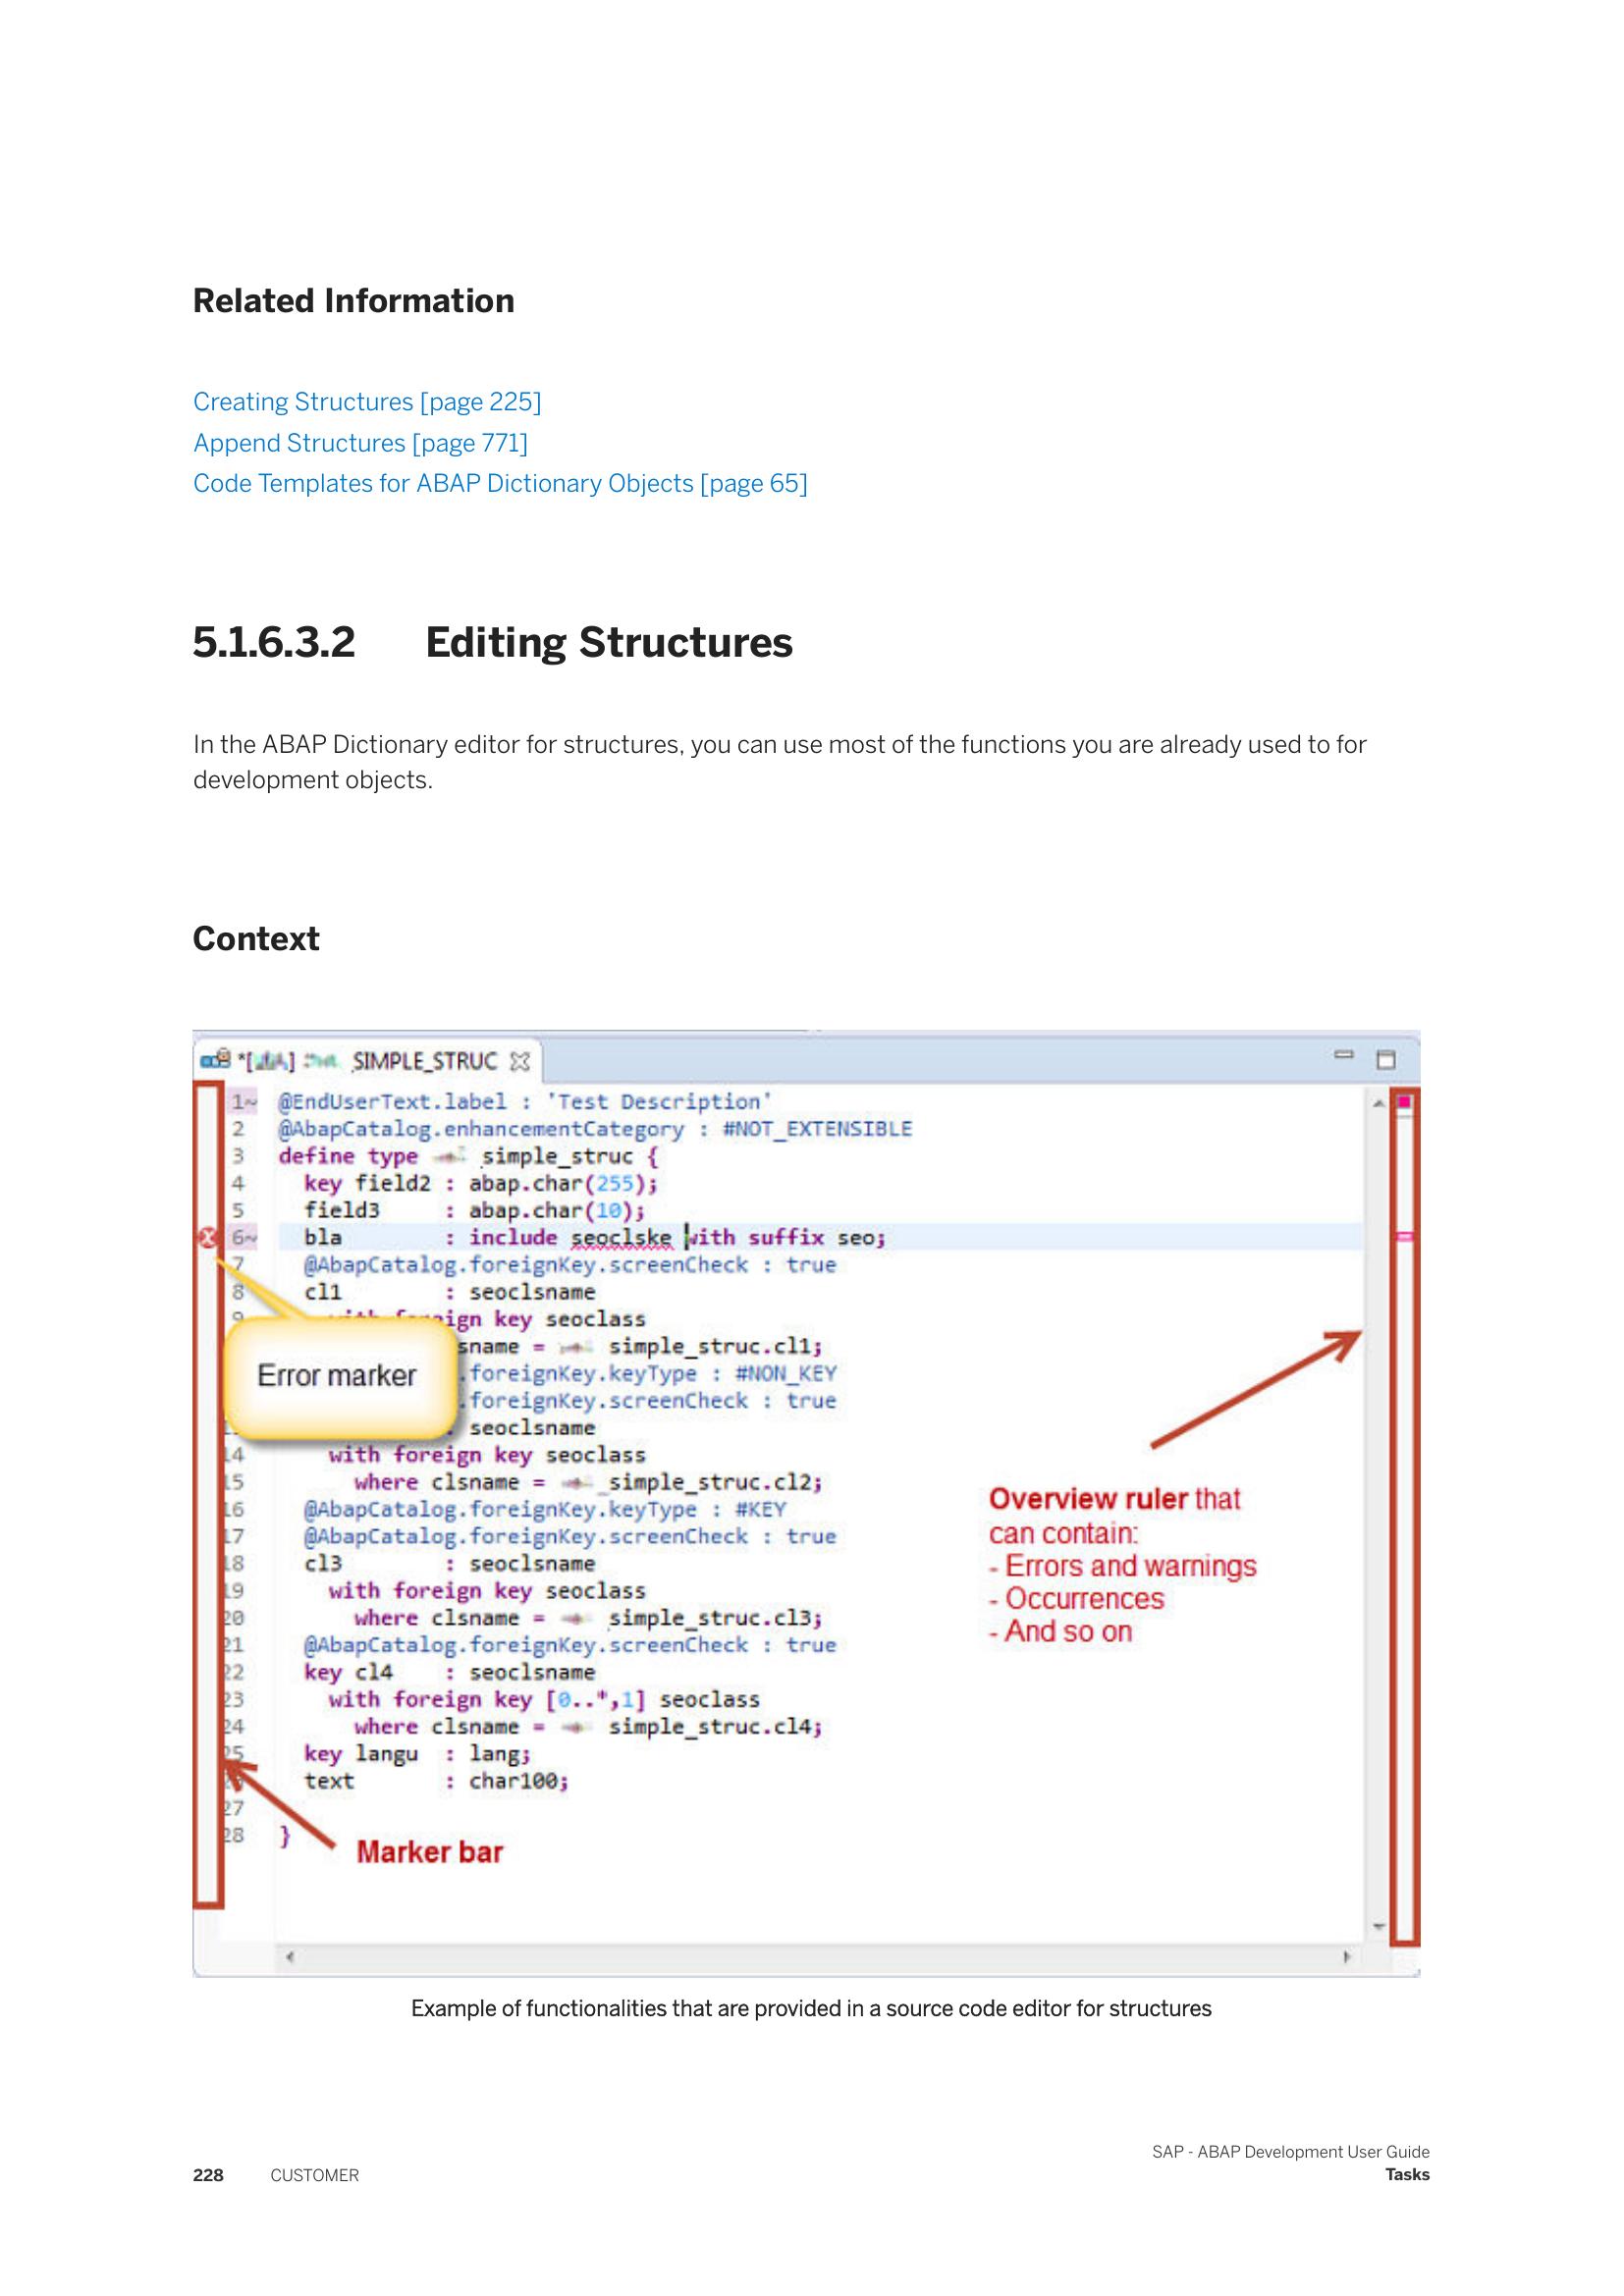 Related Information
Creating Structures [page 225]
Append Structures [page 771]
Code Templates for ABAP Dictionary Objects [page 65]
5.1.6.3.2 Editing Structures
In the ABAP Dictionary editor for structures, you can use most of the functions you are already used to for
development objects.
Context
SIMPLE_STRUC
1~ @EndUserText.label : 'Test Description'
2 @AbapCatalog.enhancementCategory : #NOT_EXTENSIBLE
3 define type simple_struc {
4 key field2 : abap.char(255);
5 field3 : abap.char(10);
6~ bla : include seoclske with suffix seo;
7 @AbapCatalog.foreignKey.screenCheck : true
8 cl1 : seoclsname
9 with foreign key seoclass
sname = simple_struc.cl1;
.foreignKey.keyType : #NON_KEY
.foreignKey.screenCheck : true
: seoclsname
Error marker
14 with foreign key seoclass
15 where clsname = _simple_struc.cl2;
16 @AbapCatalog.foreignKey.keyType : #KEY
17 @AbapCatalog.foreignKey.screenCheck : true
18 cl3 : seoclsname
19 with foreign key seoclass
20 where clsname = simple_struc.cl3;
21 @AbapCatalog.foreignKey.screenCheck : true
22 key cl4 : seoclsname
23 with foreign key [0..*,1] seoclass
24 where clsname = simple_struc.cl4;
25 key langu : lang;
text : char100;
27
28 }
Overview ruler that
can contain:
- Errors and warnings
- Occurrences
- And so on
Marker bar
Example of functionalities that are provided in a source code editor for structures
SAP - ABAP Development User Guide
228 CUSTOMER Tasks